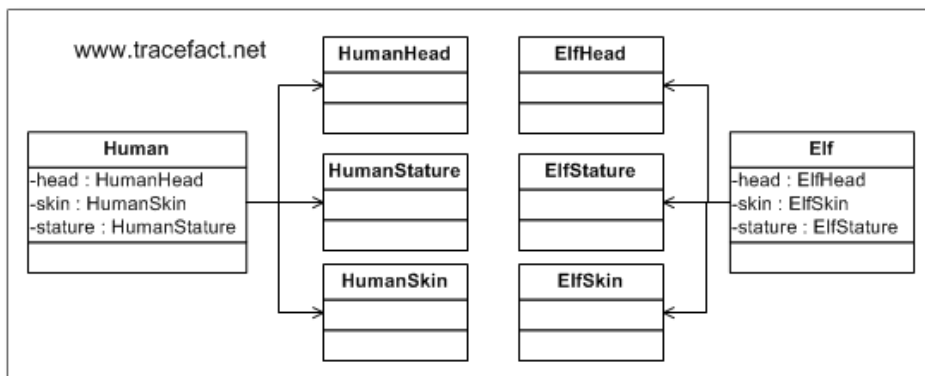 www.tracefact.net
HumanHead
ElfHead
Human
-head : HumanHead
-skin : HumanSkin
-stature : HumanStature
HumanStature
ElfStature
Elf
-head : ElfHead
-skin : ElfSkin
-stature : ElfStature
HumanSkin
ElfSkin